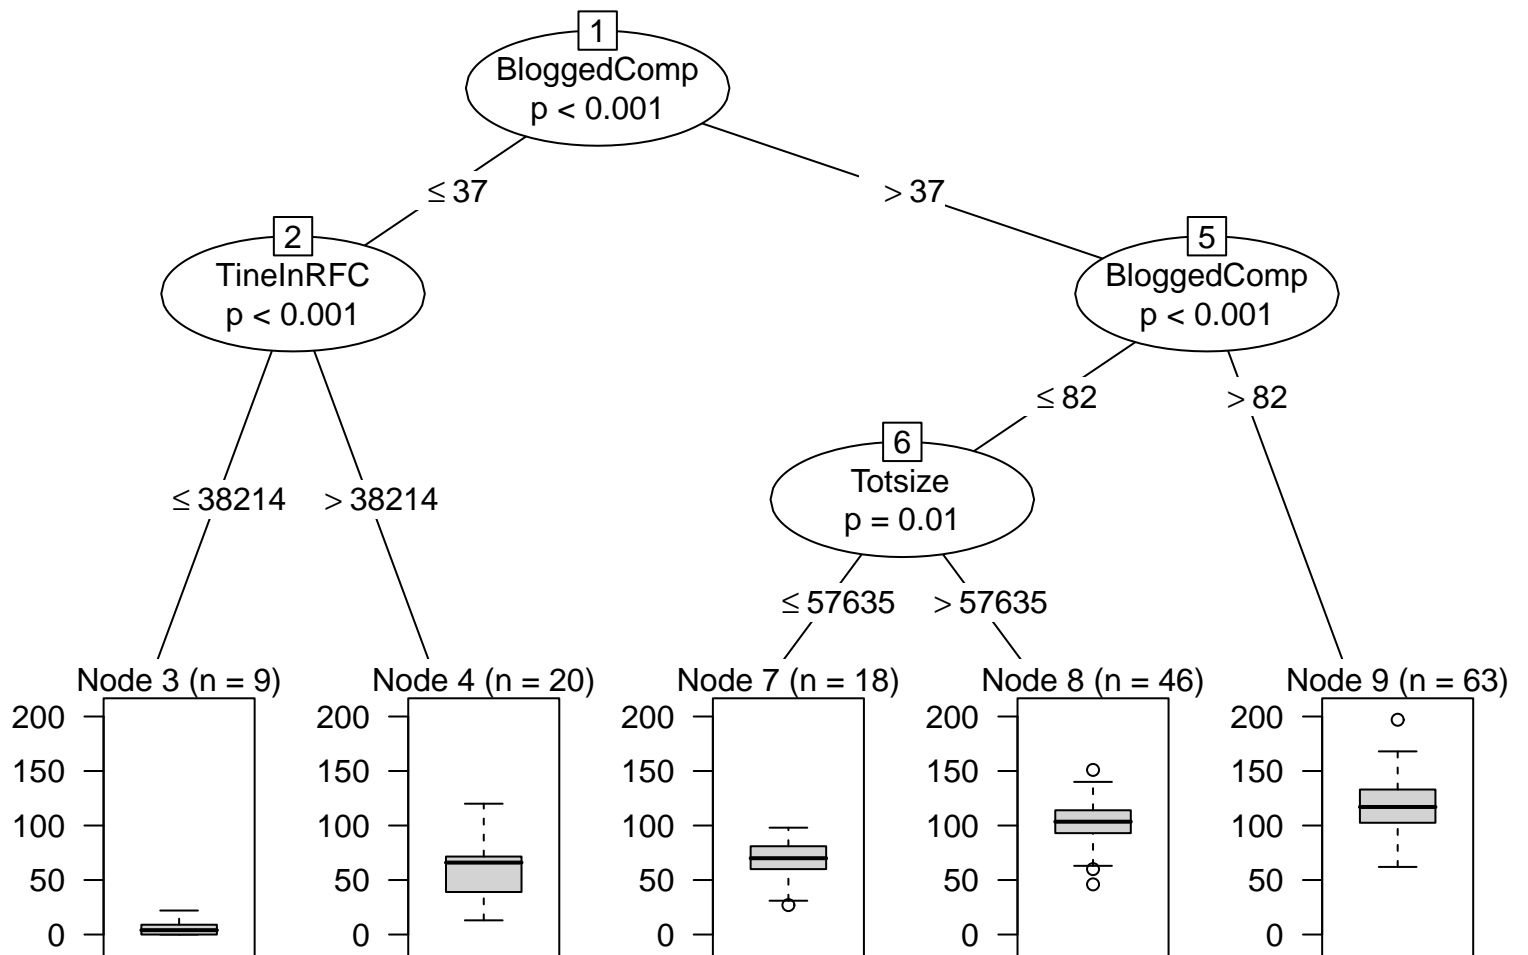 1
BloggedComp
p < 0.001
≤ 37
> 37
2
TineInRFC
p < 0.001
5
BloggedComp
p < 0.001
≤ 82
> 82
6
Totsize
p = 0.01
≤ 38214
> 38214
≤ 57635
> 57635
Node 3 (n = 9)
200
150
100
50
0
Node 4 (n = 20)
200
150
100
50
0
Node 7 (n = 18)
200
150
100
50
0
Node 8 (n = 46)
200
150
100
50
0
Node 9 (n = 63)
200
150
100
50
0